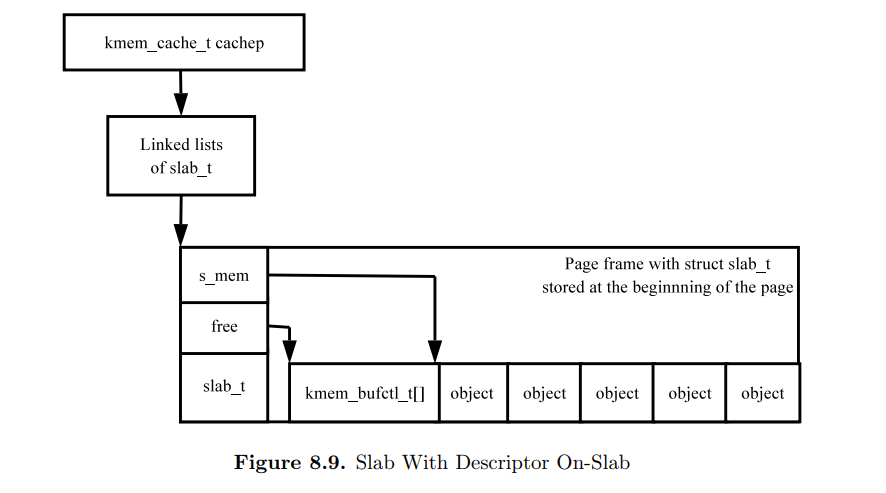 kmem_cache_t cachep
Linked lists
of slab_t
s_mem
Page frame with struct slab_t
stored at the beginnning of the page
free
slab_t
kmem_bufctl_t[]
object
object
object
object
object
Figure 8.9. Slab With Descriptor On-Slab